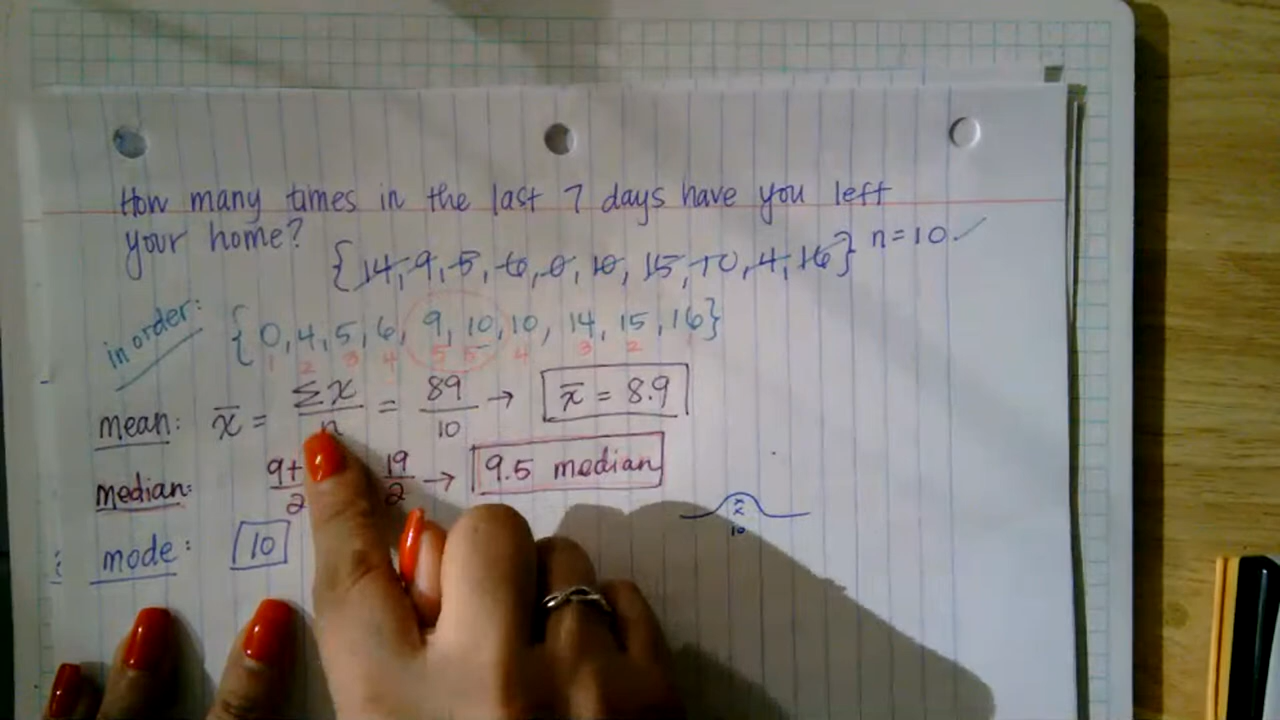 How many times in the last 7 days have you left
your home?
{14, 9, 5, 6, 0, 10, 15, 10, 4, 16} n=10
in order: {0, 4, 5, 6, 9, 10, 10, 14, 15, 16}
1 2 3 4 5 5 4 3 2 1
mean: x̄ = Σx/n = 89/10 → x̄ = 8.9
median: 9+ /2 19/2 → 9.5 median
x
x
10
mode: 10